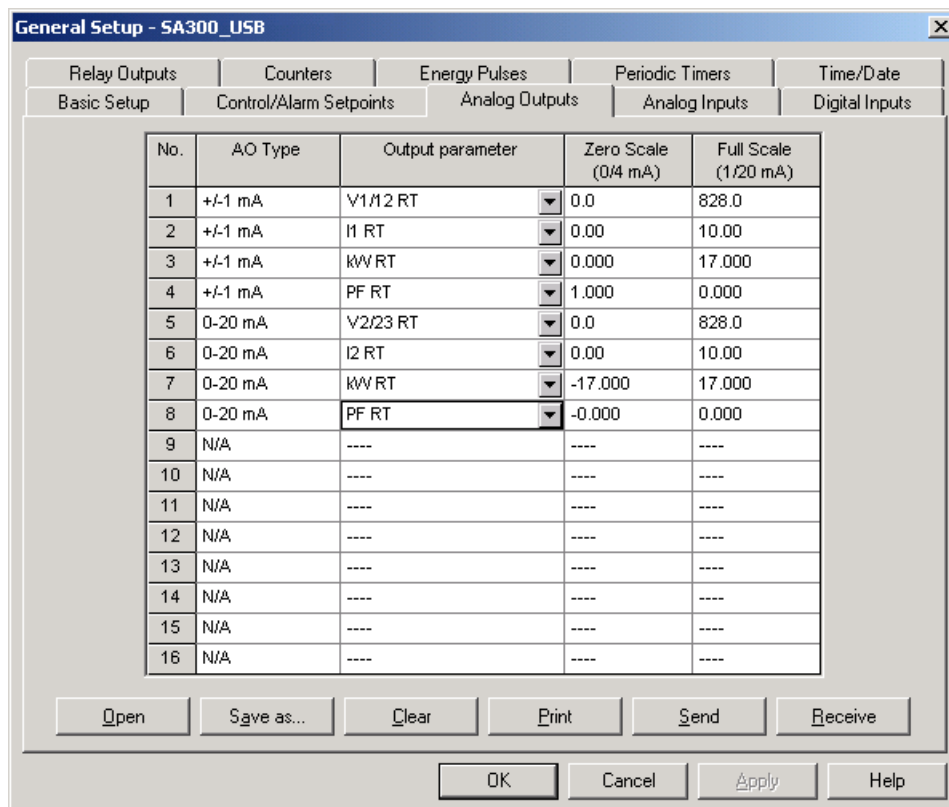 General Setup - SA300_USB
Relay Outputs Counters Energy Pulses Periodic Timers Time/Date
Basic Setup Control/Alarm Setpoints Analog Outputs Analog Inputs Digital Inputs
No. AO Type Output parameter Zero Scale (0/4 mA) Full Scale (1/20 mA)
1 +/-1 mA V1/12 RT 0.0 828.0
2 +/-1 mA I1 RT 0.00 10.00
3 +/-1 mA kW RT 0.000 17.000
4 +/-1 mA PF RT 1.000 0.000
5 0-20 mA V2/23 RT 0.0 828.0
6 0-20 mA I2 RT 0.00 10.00
7 0-20 mA kW RT -17.000 17.000
8 0-20 mA PF RT -0.000 0.000
9 N/A ---- ---- ----
10 N/A ---- ---- ----
11 N/A ---- ---- ----
12 N/A ---- ---- ----
13 N/A ---- ---- ----
14 N/A ---- ---- ----
15 N/A ---- ---- ----
16 N/A ---- ---- ----
Open Save as... Clear Print Send Receive
OK Cancel Apply Help